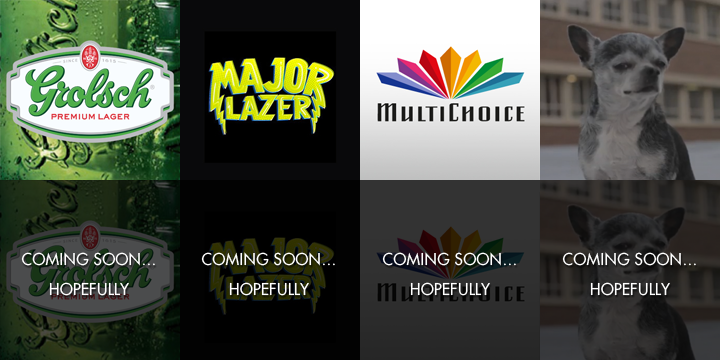 SINCE 1615
Grolsch
PREMIUM LAGER
MAJOR
LAZER
MULTICHOICE
COMING SOON...
HOPEFULLY
COMING SOON...
HOPEFULLY
COMING SOON...
HOPEFULLY
COMING SOON...
HOPEFULLY